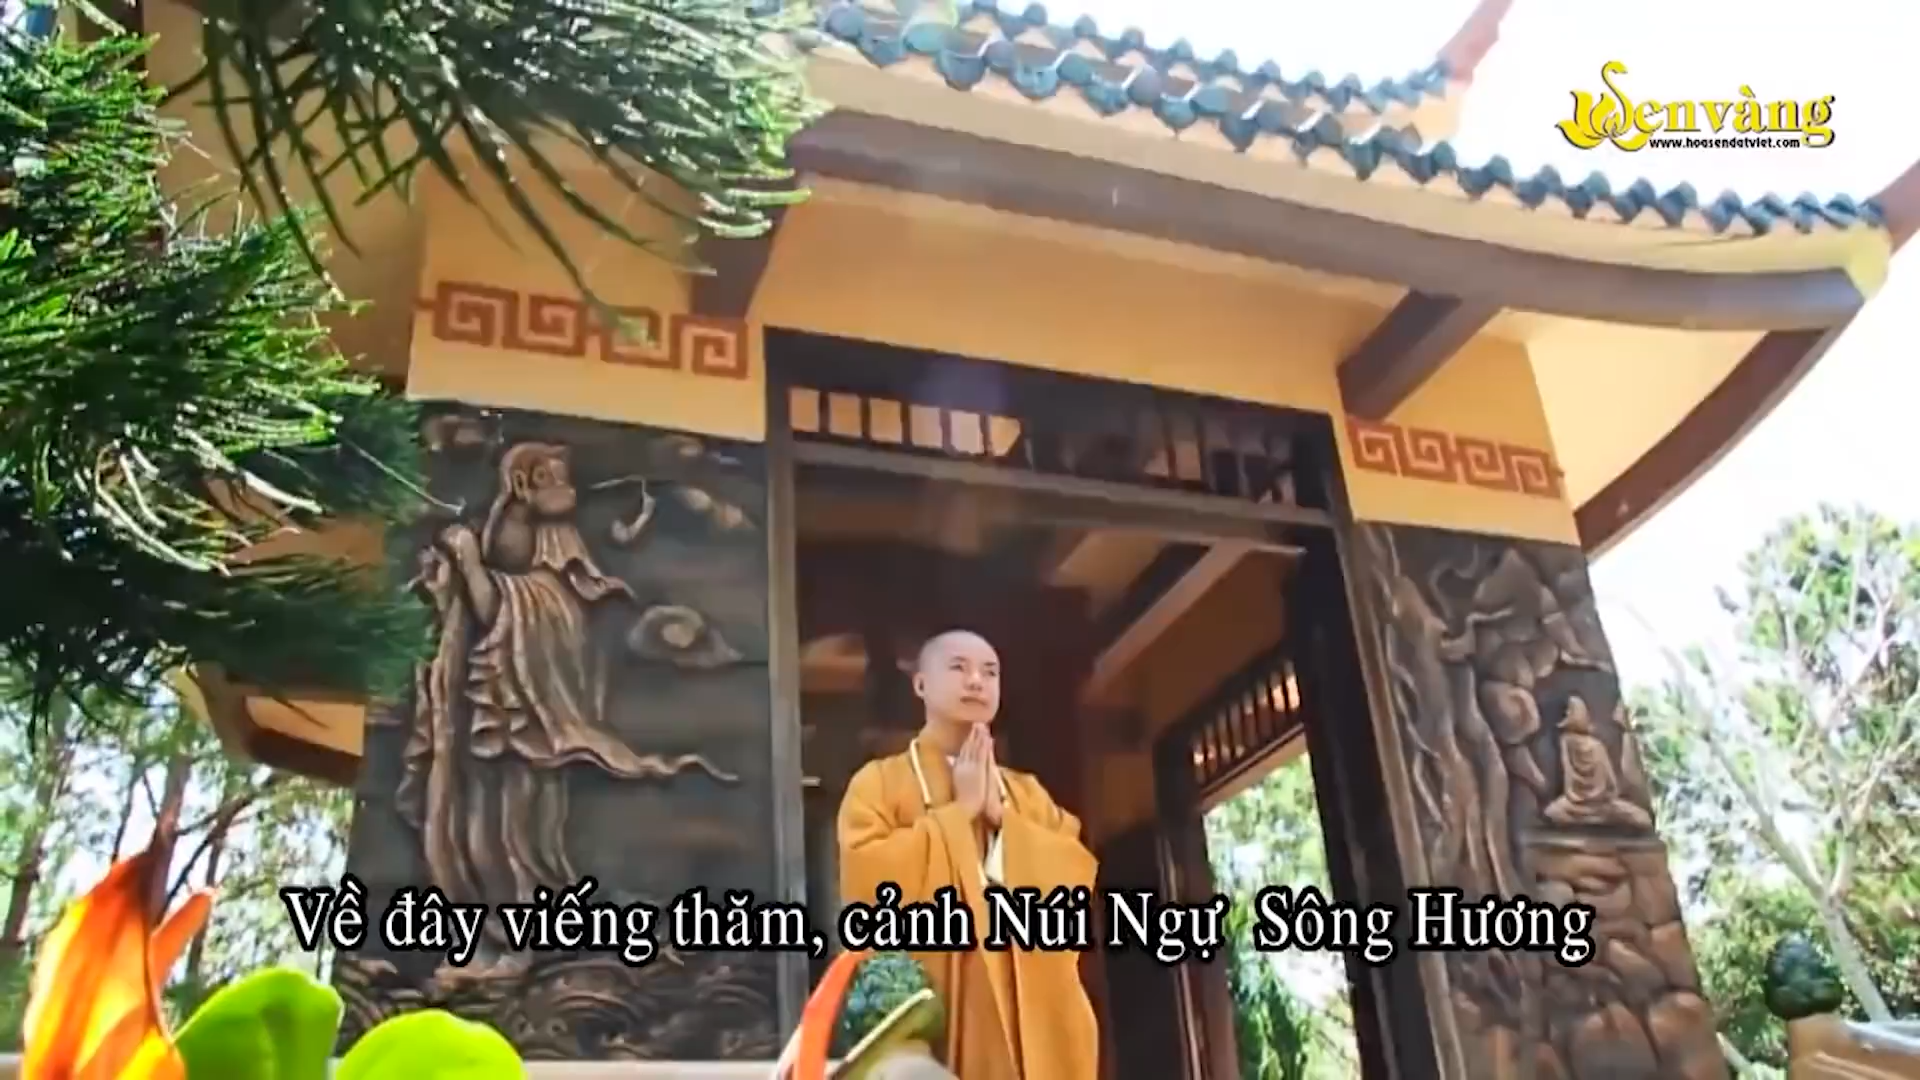 Senvàng
www.hoasendatviet.com
Về đây viếng thăm, cảnh Núi Ngự Sông Hương